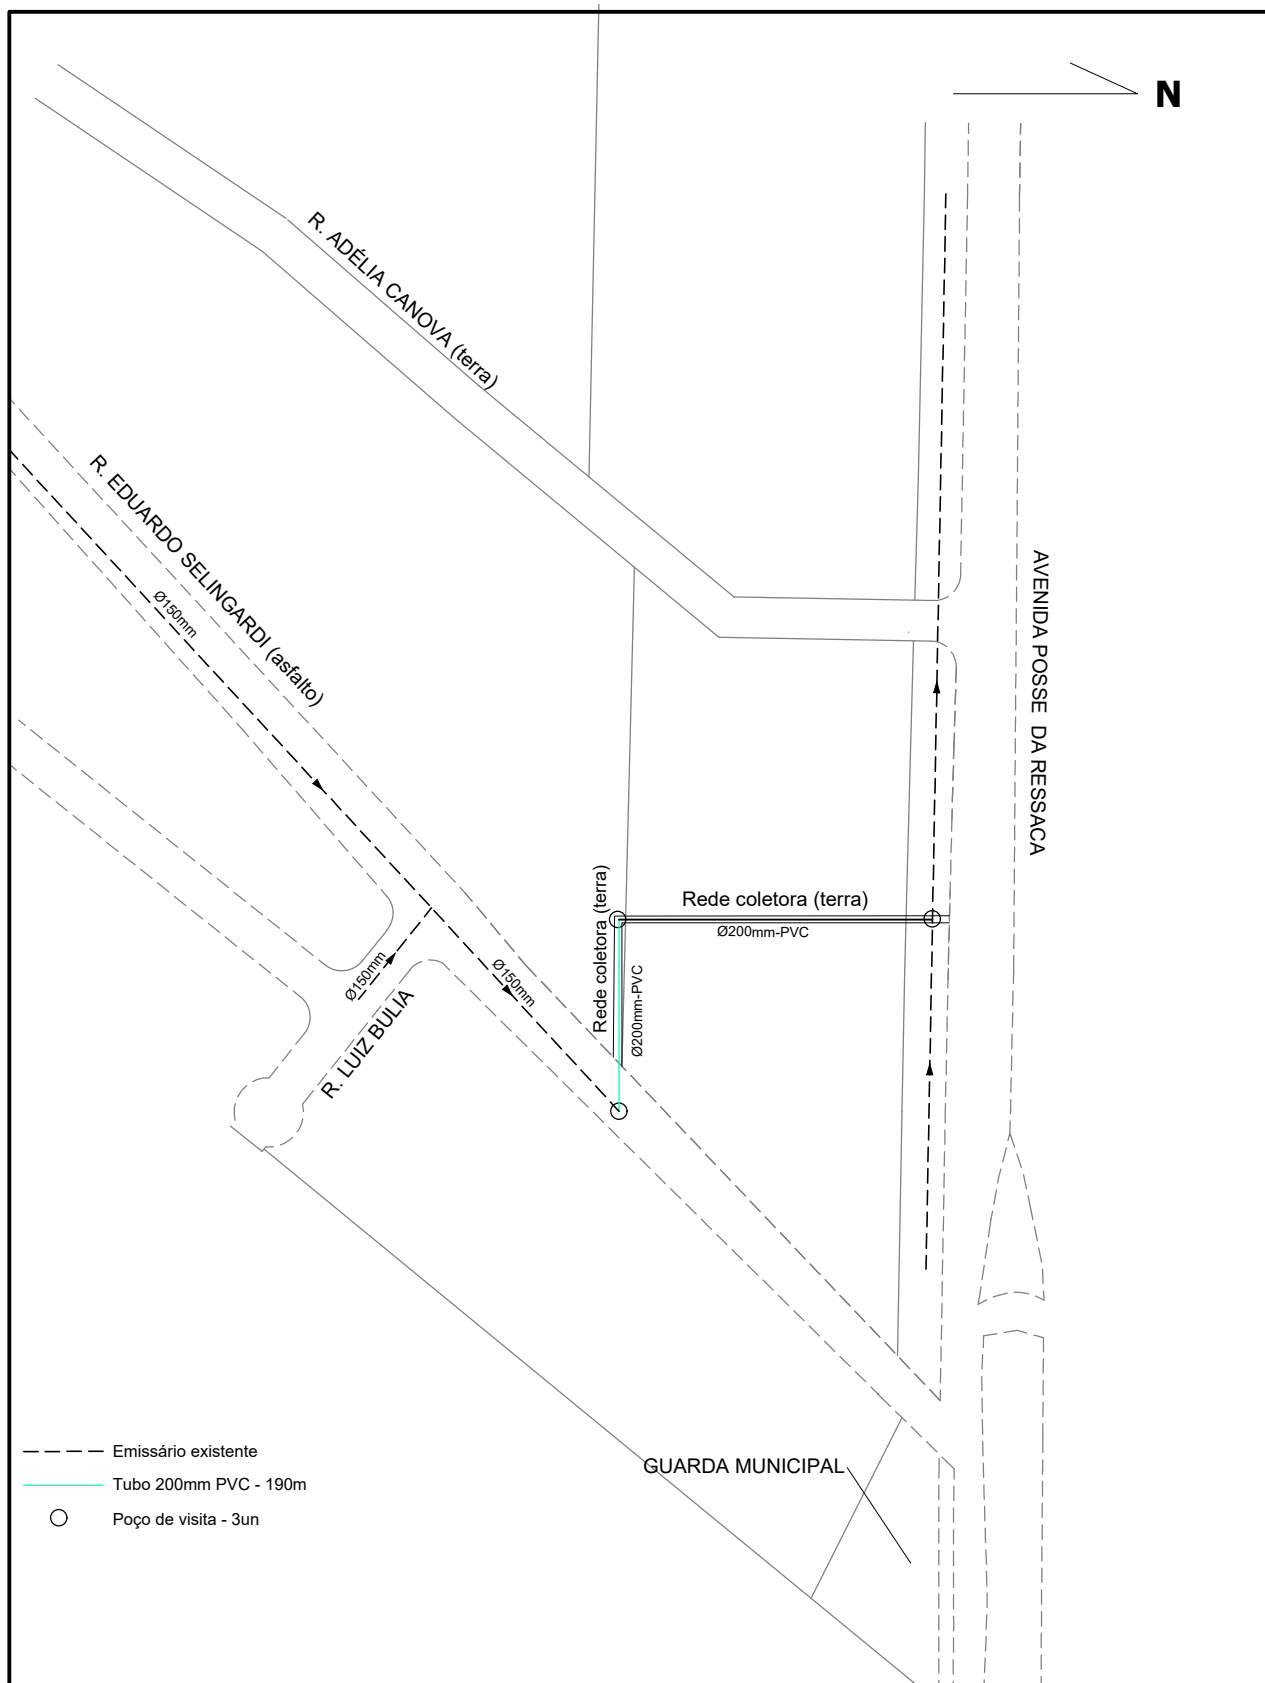 N
R. ADÉLIA CANOVA (terra)
R. EDUARDO SELINGARDI (asfalto)
Ø150mm
AVENIDA POSSE DA RESSACA
Rede coletora (terra)
Rede coletora (terra)
Ø200mm-PVC
Ø200mm-PVC
Ø150mm
Ø150mm
R. LUIZ BULIA
Emissário existente
GUARDA MUNICIPAL
Tubo 200mm PVC - 190m
Poço de visita - 3un